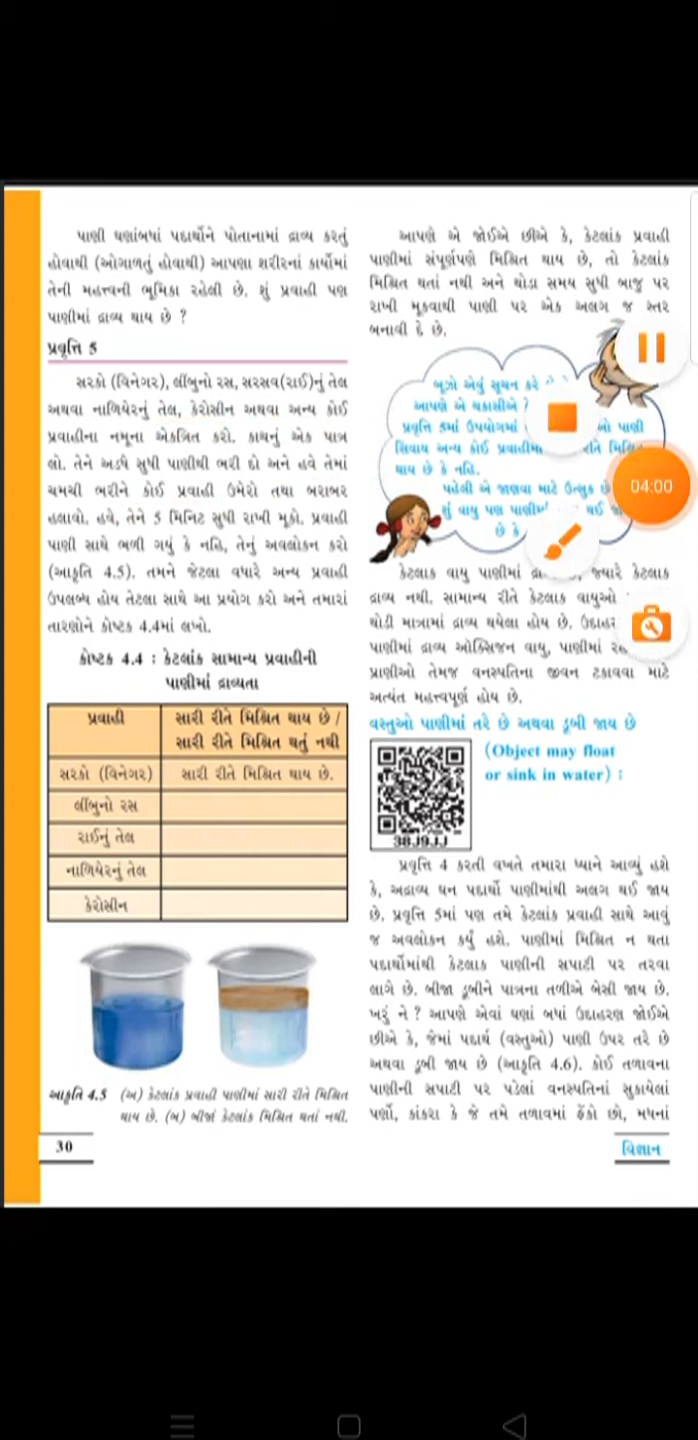 પાણી ઘણાંબધાં પદાર્થોને પોતાનામાં દ્રાવ્ય કરતું
હોવાથી (ઓગાળતું હોવાથી) આપણા શરીરનાં કાર્યોમાં
તેની મહત્ત્વની ભૂમિકા રહેલી છે. શું પ્રવાહી પણ
પાણીમાં દ્રાવ્ય થાય છે ?
પ્રવૃત્તિ 5
સરકો (વિનેગર), લીંબુનો રસ, સરસવ(રાઈ)નું તેલ
અથવા નાળિયેરનું તેલ, કેરોસીન અથવા અન્ય કોઈ
પ્રવાહીના નમૂના એકત્રિત કરો. કાચનું એક પાત્ર
લો. તેને અડધે સુધી પાણીથી ભરી દો અને હવે તેમાં
ચમચી ભરીને કોઈ પ્રવાહી ઉમેરો તથા બરાબર
હલાવો. હવે, તેને 5 મિનિટ સુધી રાખી મૂકો. પ્રવાહી
પાણી સાથે ભળી ગયું કે નહિ, તેનું અવલોકન કરો
(આકૃતિ 4.5). તમને જેટલા વધારે અન્ય પ્રવાહી
ઉપલબ્ધ હોય તેટલા સાથે આ પ્રયોગ કરો અને તમારાં
તારણોને કોષ્ટક 4.4માં લખો.
કોષ્ટક 4.4 : કેટલાંક સામાન્ય પ્રવાહીની
પાણીમાં દ્રાવ્યતા
પ્રવાહી સારી રીતે મિશ્રિત થાય છે /
સારી રીતે મિશ્રિત થતું નથી
સરકો (વિનેગર) સારી રીતે મિશ્રિત થાય છે.
લીંબુનો રસ
રાઈનું તેલ
નાળિયેરનું તેલ
કેરોસીન
આકૃતિ 4.5 (અ) કેટલાંક પ્રવાહી પાણીમાં સારી રીતે મિશ્રિત
થાય છે. (બ) બીજાં કેટલાંક મિશ્રિત થતાં નથી.
30
આપણે એ જોઈએ છીએ કે, કેટલાંક પ્રવાહી
પાણીમાં સંપૂર્ણપણે મિશ્રિત થાય છે, તો કેટલાંક
મિશ્રિત થતાં નથી અને થોડા સમય સુધી બાજુ પર
રાખી મૂકવાથી પાણી પર એક અલગ જ સ્તર
બનાવી દે છે.
બૂઝો એવું સૂચન કરે
આપણે એ ચકાસીએ
પ્રવૃત્તિ 5માં ઉપયોગમાં પાણી
સિવાય અન્ય કોઈ રીતે
થાય છે કે નહિ.
પહેલી એ જાણવા માટે ઉત્સુક છે
શું વાયુ પણ થઈ
છે કે
04:00
કેટલાક વાયુ પાણીમાં જ્યારે કેટલાક
દ્રાવ્ય નથી. સામાન્ય રીતે કેટલાક વાયુઓ
થોડી માત્રામાં દ્રાવ્ય થયેલા હોય છે.
પાણીમાં દ્રાવ્ય ઓક્સિજન વાયુ, પાણીમાં
પ્રાણીઓ તેમજ વનસ્પતિના જીવન ટકાવવા માટે
અત્યંત મહત્ત્વપૂર્ણ હોય છે.
વસ્તુઓ પાણીમાં તરે છે અથવા ડૂબી જાય છે
(Object may float
or sink in water) :
38J9JJ
પ્રવૃત્તિ 4 કરતી વખતે તમારા ધ્યાને આવ્યું હશે
કે, અદ્રાવ્ય ઘન પદાર્થો પાણીમાંથી અલગ થઈ જાય
છે. પ્રવૃત્તિ 5માં પણ તમે કેટલાંક પ્રવાહી સાથે આવું
જ અવલોકન કર્યું હશે. પાણીમાં મિશ્રિત ન થતા
પદાર્થોમાંથી કેટલાક પાણીની સપાટી પર તરવા
લાગે છે. બીજા ડૂબીને પાત્રના તળીએ બેસી જાય છે.
ખરું ને ? આપણે એવાં ઘણાં બધાં ઉદાહરણ જોઈએ
છીએ કે, જેમાં પદાર્થ (વસ્તુઓ) પાણી ઉપર તરે છે
અથવા ડૂબી જાય છે (આકૃતિ 4.6). કોઈ તળાવના
પાણીની સપાટી પર પડેલાં વનસ્પતિનાં સુકાયેલાં
પર્ણો, કાંકરા કે જે તમે તળાવમાં ફેંકો છો, મધનાં
વિજ્ઞાન